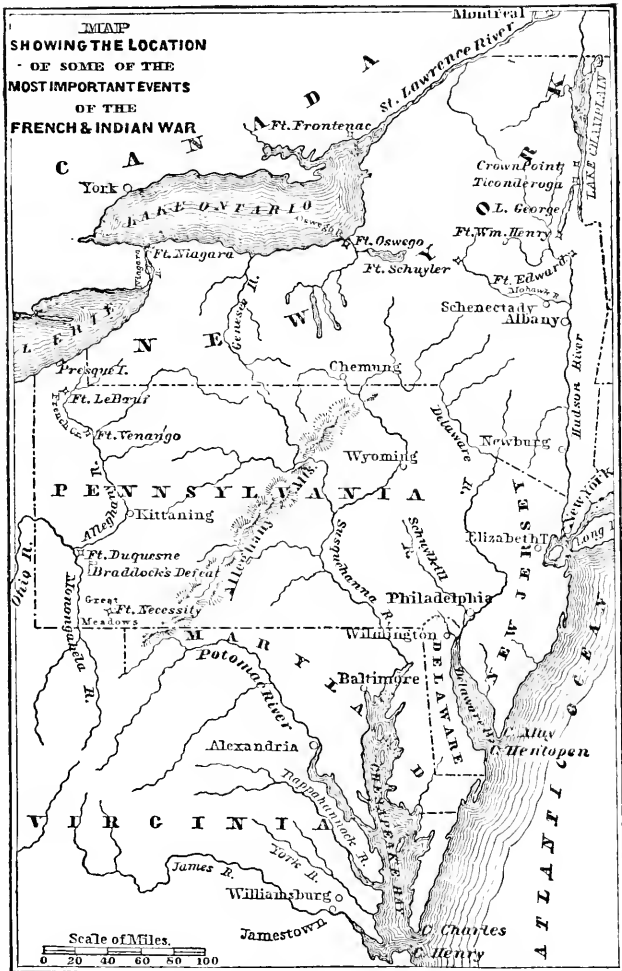 MAP
SHOWING THE LOCATION
OF SOME OF THE
MOST IMPORTANT EVENTS
OF THE
FRENCH & INDIAN WAR
Montreal
St. Lawrence River
CANADA
LAKE CHAMPLAIN
Ft. Frontenac
York
LAKE ONTARIO
Crown Point
Ticonderoga
L. George
Oswego
Ft. Oswego
Ft. Wm. Henry
Niagara
Ft. Niagara
Ft. Schuyler
Ft. Edward
Mohawk R.
Genesee R.
Schenectady
Albany
L. ERIE
NEW YORK
Presque I.
Chemung
Hudson River
Ft. LeBœuf
French Cr.
Ft. Venango
Delaware R.
Newburg
Wyoming
PENNSYLVANIA
Alleghany R.
Kittaning
Alleghany Mts.
Susquehanna R.
Schuylkill R.
New York
Elizabeth T.
Long I.
Ohio R.
Ft. Duquesne
Braddock's Defeat
Great
Meadows
Ft. Necessity
Philadelphia
NEW JERSEY
Monongahela R.
MARYLAND
Wilmington
DELAWARE
Potomac River
Baltimore
Delaware B.
C. May
C. Henlopen
Alexandria
Rappahannock R.
CHESAPEAKE BAY
ATLANTIC OCEAN
VIRGINIA
York R.
James R.
Williamsburg
Jamestown
C. Charles
C. Henry
Scale of Miles.
0 20 40 60 80 100